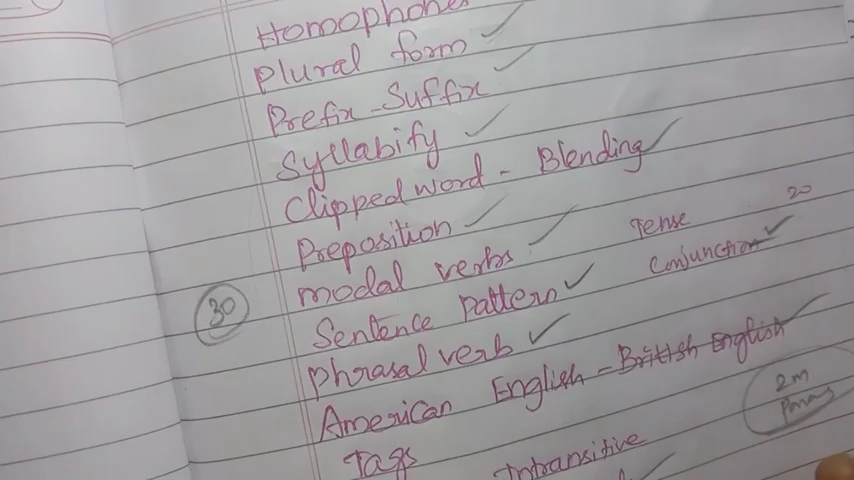 Homophones
Plural form
Prefix - Suffix
Syllabify
Clipped word - Blending
Preposition
20
modal verbs Tense
Conjunction
Sentence Pattern
30
Phrasal verb
American English - British English
2m
Tags Intransitive